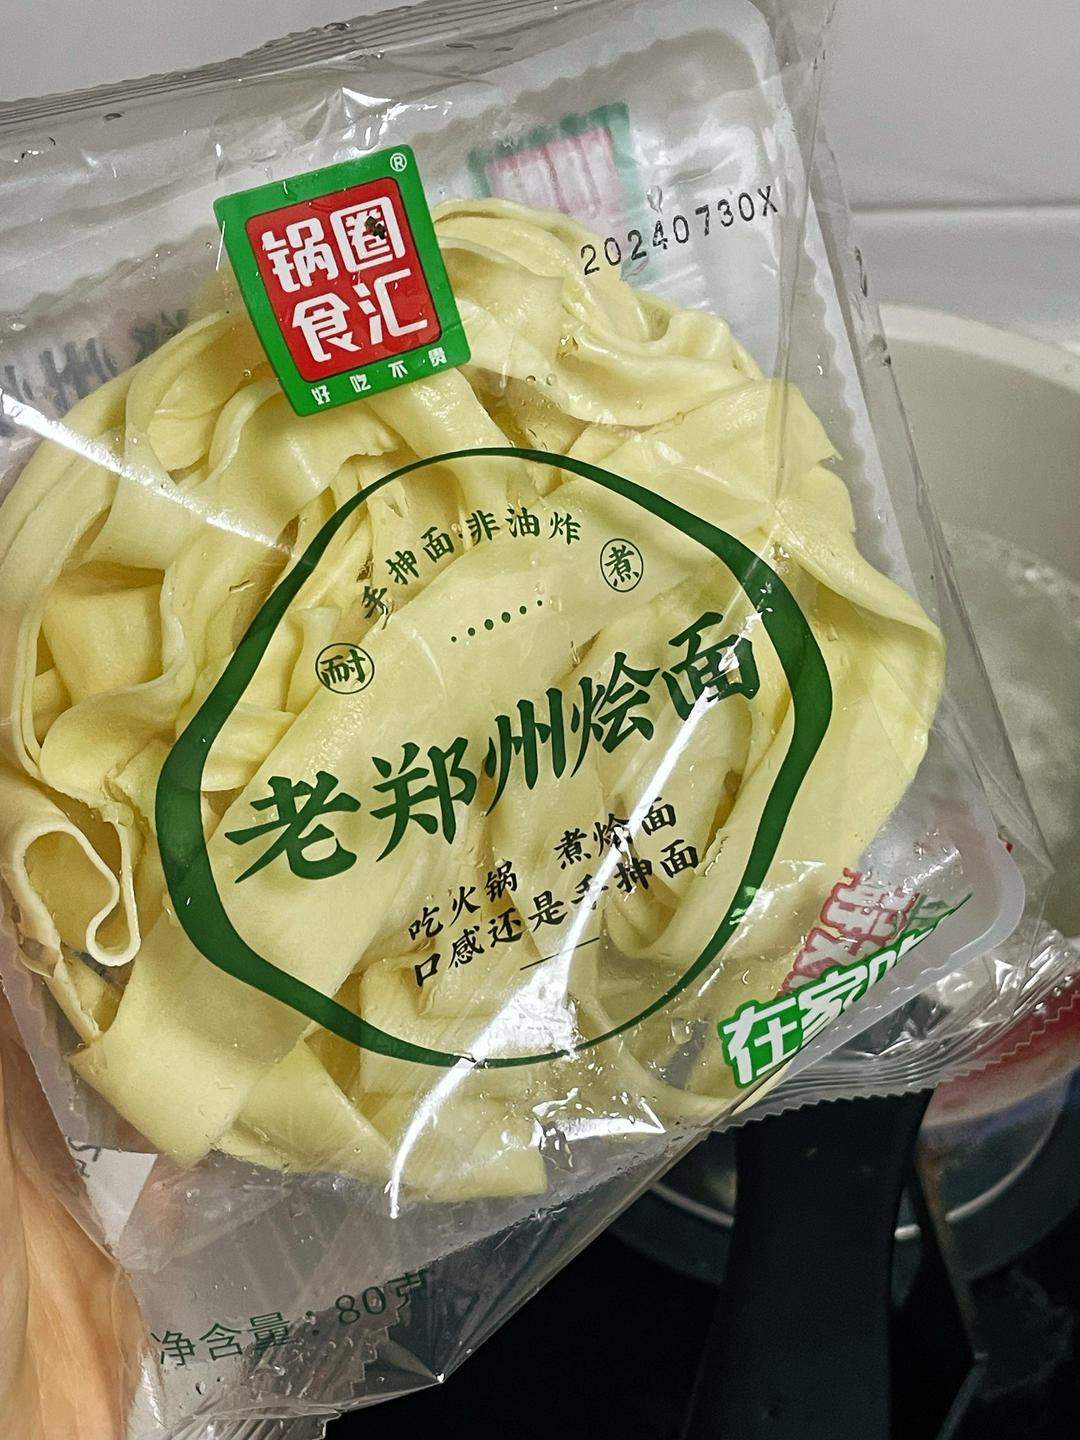 锅圈®
食汇
好吃不贵
20240730X
手抻面·非油炸
耐 煮
老郑州烩面
吃火锅 煮烩面
口感还是手抻面
在家吃
净含量：80克